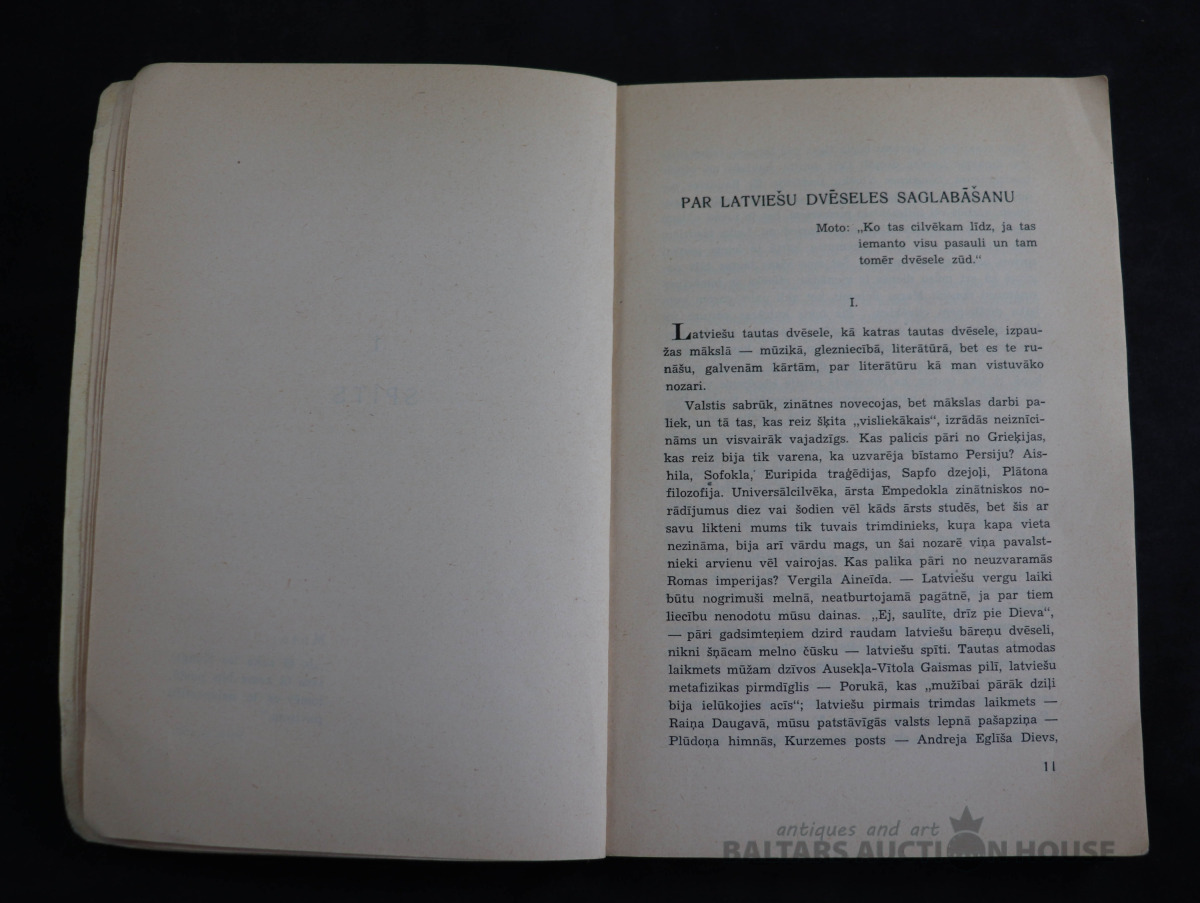 PAR LATVIEŠU DVĒSELES SAGLABĀŠANU
Moto: „Ko tas cilvēkam līdz, ja tas
iemanto visu pasauli un tam
tomēr dvēsele zūd.“
I.
Latviešu tautas dvēsele, kā katras tautas dvēsele, izpau-
žas mākslā — mūzikā, glezniecībā, literātūrā, bet es te ru-
nāšu, galvenām kārtām, par literātūru kā man vistuvāko
nozari.
Valstis sabrūk, zinātnes novecojas, bet mākslas darbi pa-
liek, un tā tas, kas reiz šķita „visliekākais“, izrādās neiznīci-
nāms un visvairāk vajadzīgs. Kas palicis pāri no Grieķijas,
kas reiz bija tik varena, ka uzvarēja bīstamo Persiju? Ais-
hila, Sofokla, Euripida traģēdijas, Sapfo dzejoļi, Plātona
filozofija. Universālcilvēka, ārsta Empedokla zinātniskos no-
rādījumus diez vai šodien vēl kāds ārsts studēs, bet šis ar
savu likteni mums tik tuvais trimdinieks, kuŗa kapa vieta
nezināma, bija arī vārdu mags, un šai nozarē viņa pavalst-
nieki arvienu vēl vairojas. Kas palika pāri no neuzvaramās
Romas imperijas? Vergila Aineīda. — Latviešu vergu laiki
būtu nogrimuši melnā, neatburtojamā pagātnē, ja par tiem
liecību nenodotu mūsu dainas. „Ej, saulīte, drīz pie Dieva“,
— pāri gadsimteņiem dzird raudam latviešu bāreņu dvēseli,
nikni šņācam melno čūsku — latviešu spīti. Tautas atmodas
laikmets mūžam dzīvos Ausekļa-Vītola Gaismas pilī, latviešu
metafizikas pirmdīglis — Porukā, kas „mužībai pārāk dziļi
bija ielūkojies acīs“; latviešu pirmais trimdas laikmets —
Raiņa Daugavā, mūsu patstāvīgās valsts lepnā pašapziņa —
Plūdoņa himnās, Kurzemes posts — Andreja Eglīša Dievs,
11
antiques and art
BALTARS AUCTION HOUSE